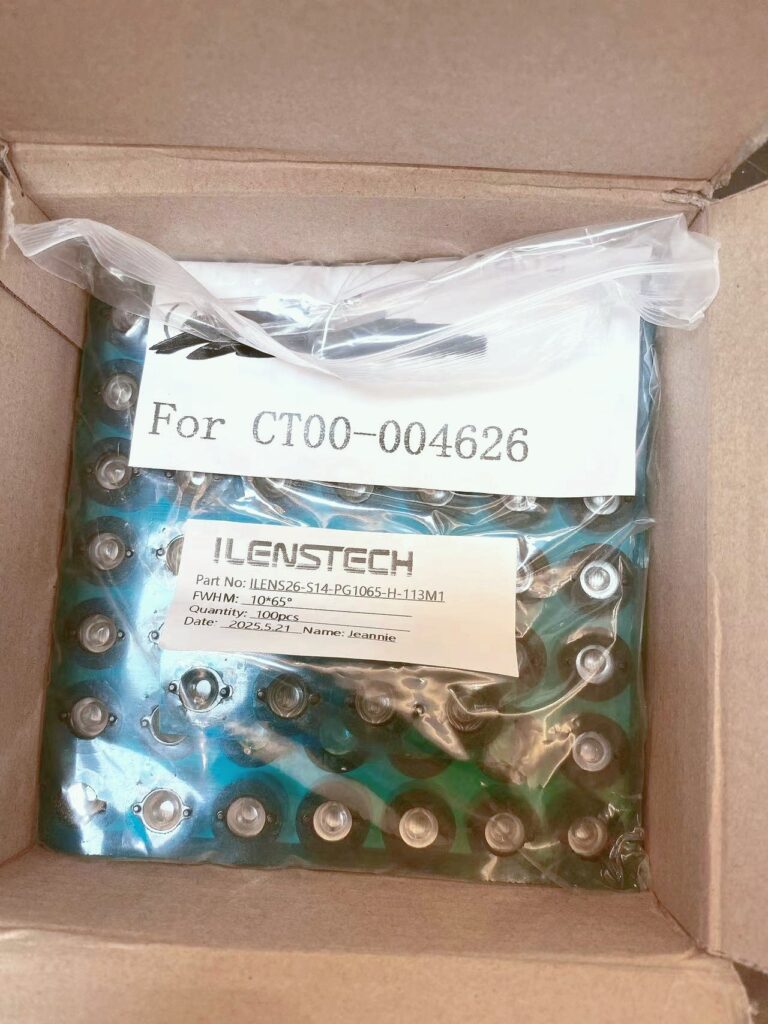 For CT00-004626
ILENSTECH
Part No: ILENS26-S14-PG1065-H-113M1
FWHM: 10*65°
Quantity: 100pcs
Date: 2025.5.21 Name: Jeannie